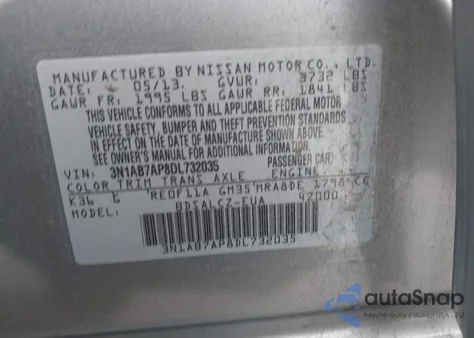 MANUFACTURED BY NISSAN MOTOR CO., LTD.
DATE: 05/13. GVWR: 3732 LBS
GAWR FR: 1995 LBS GAWR RR: 1841 LBS
THIS VEHICLE CONFORMS TO ALL APPLICABLE FEDERAL MOTOR
VEHICLE SAFETY, BUMPER AND THEFT PREVENTION STANDARDS
IN EFFECT ON THE DATE OF MANUFACTURE SHOWN ABOVE.
SEE OWNER'S MANUAL FOR ADDITIONAL INFORMATION
VIN: 3N1AB7AP8DL732035 PASSENGER CAR
COLOR TRIM TRANS AXLE ENGINE
K36 G RE0F11A GM35 MRA8DE 1798 CC
MODEL: BDSALCZ-EUA 42000
3N1AB7AP8DL732035
autoSnap